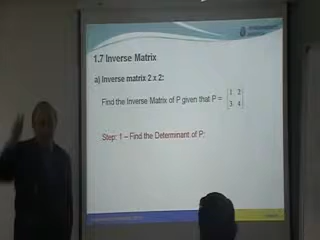 1.7 Inverse Matrix
a) Inverse matrix 2 x 2:
Find the Inverse Matrix of P given that P = [1 2
3 4]
Step: 1 – Find the Determinant of P: